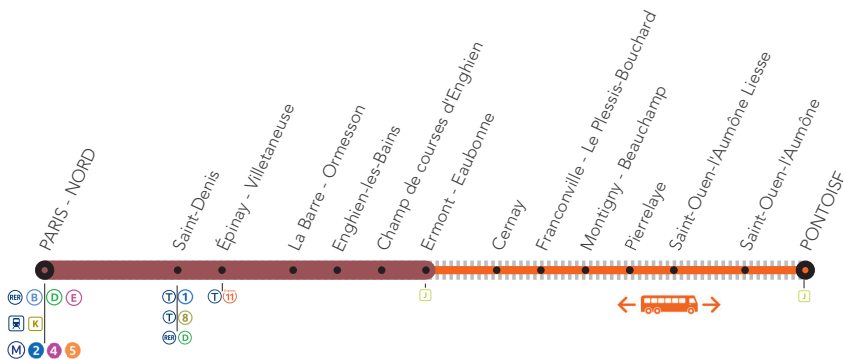 PARIS - NORD
Saint-Denis
Épinay - Villetaneuse
La Barre - Ormesson
Enghien-les-Bains
Champ de courses d'Enghien
Ermont - Eaubonne
Cernay
Franconville - Le Plessis-Bouchard
Montigny - Beauchamp
Pierrelaye
Saint-Ouen-l'Aumône Liesse
Saint-Ouen-l'Aumône
PONTOISE
RER B D E
K
M 2 4 5
T 1
T 8
RER D
T 11
J
J